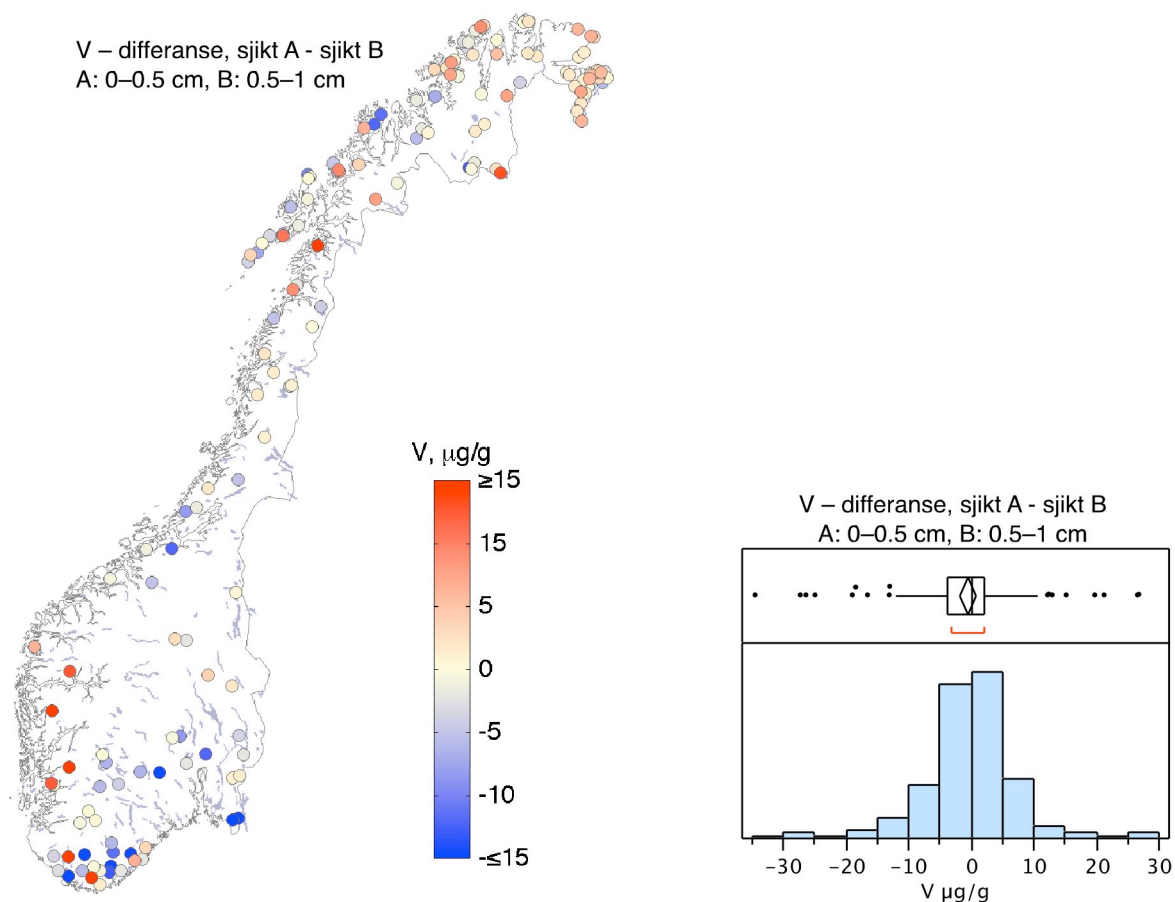 V – differanse, sjikt A - sjikt B
A: 0–0.5 cm, B: 0.5–1 cm
V, µg/g
≥15
15
5
0
-5
-10
-≤15
V – differanse, sjikt A - sjikt B
A: 0–0.5 cm, B: 0.5–1 cm
-30 -20 -10 0 10 20 30
V µg/g